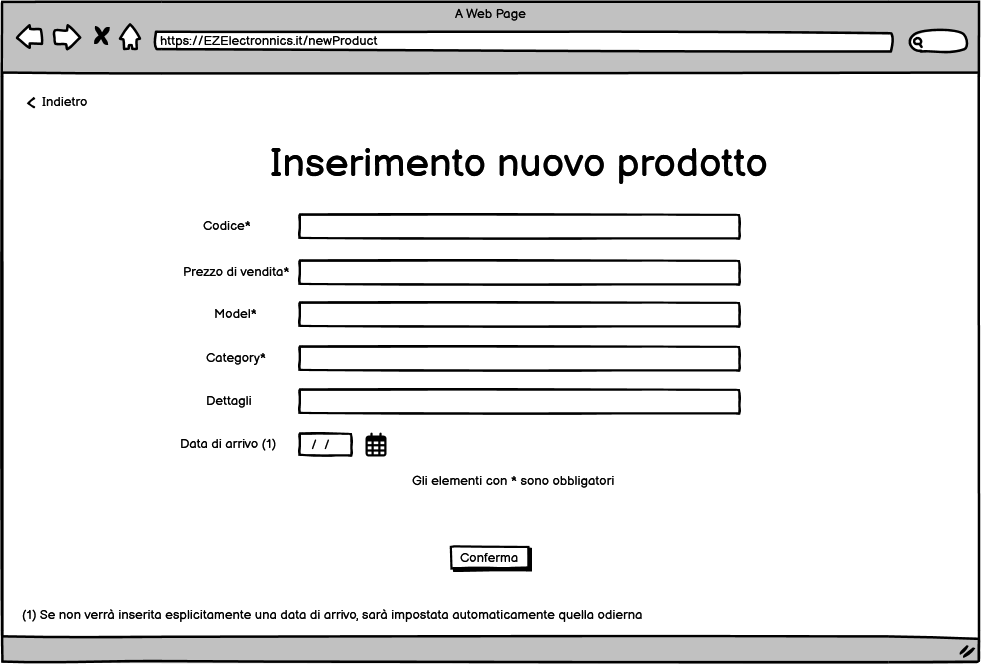 A Web Page
https://EZElectronnics.it/newProduct
Indietro
Inserimento nuovo prodotto
Codice*
Prezzo di vendita*
Model*
Category*
Dettagli
Data di arrivo (1)
/ /
Gli elementi con * sono obbligatori
Conferma
(1) Se non verrà inserita esplicitamente una data di arrivo, sarà impostata automaticamente quella odierna